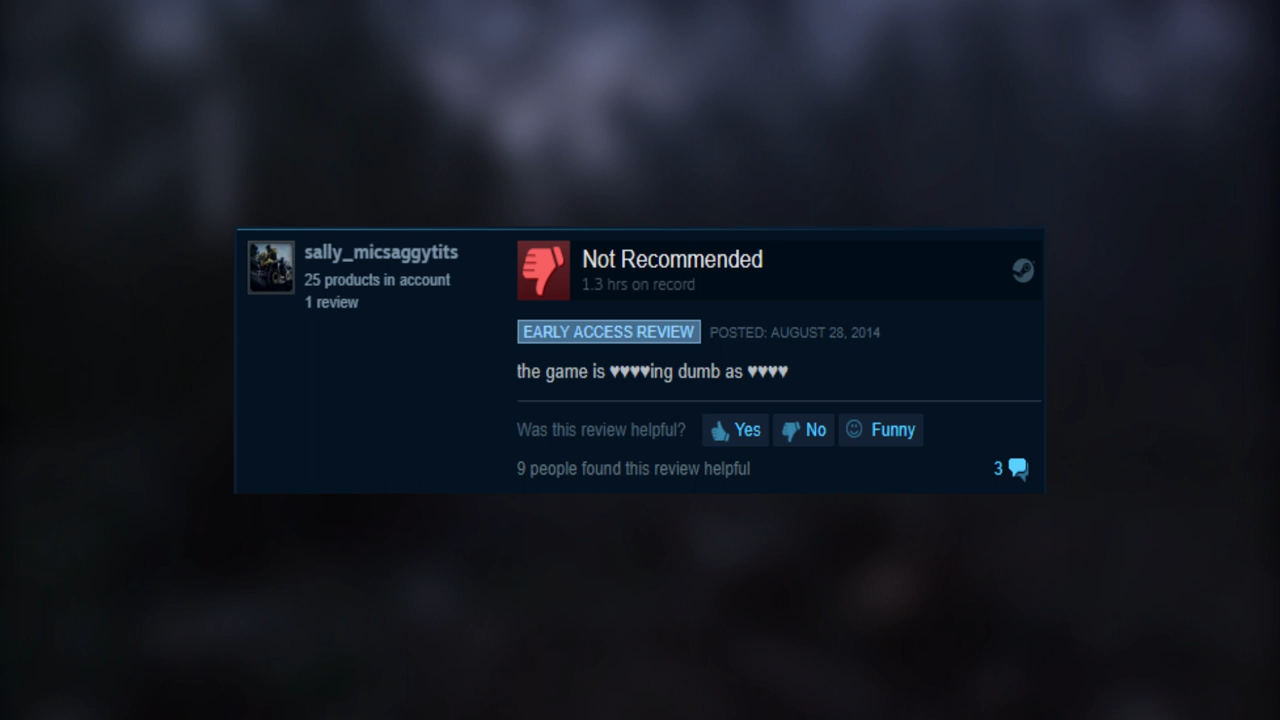 sally_micsaggytits
25 products in account
1 review
Not Recommended
1.3 hrs on record
EARLY ACCESS REVIEW POSTED: AUGUST 28, 2014
the game is ♥♥♥♥ing dumb as ♥♥♥♥
Was this review helpful? Yes No Funny
9 people found this review helpful 3